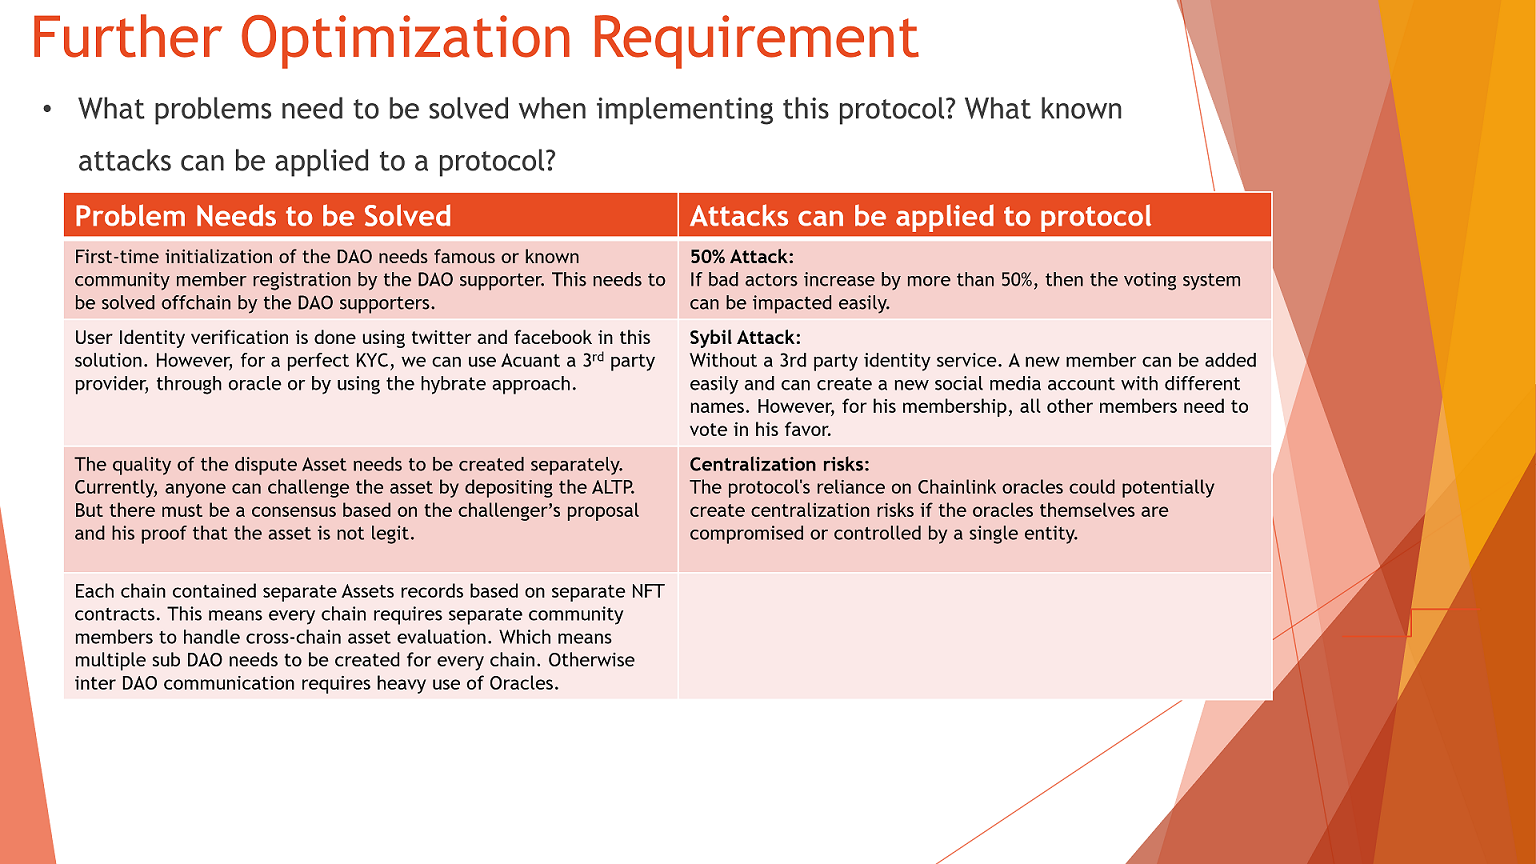 Further Optimization Requirement
• What problems need to be solved when implementing this protocol? What known
attacks can be applied to a protocol?
Problem Needs to be Solved
Attacks can be applied to protocol
First-time initialization of the DAO needs famous or known
community member registration by the DAO supporter. This needs to
be solved offchain by the DAO supporters.
50% Attack:
If bad actors increase by more than 50%, then the voting system
can be impacted easily.
User Identity verification is done using twitter and facebook in this
solution. However, for a perfect KYC, we can use Acuant a 3rd party
provider, through oracle or by using the hybrate approach.
Sybil Attack:
Without a 3rd party identity service. A new member can be added
easily and can create a new social media account with different
names. However, for his membership, all other members need to
vote in his favor.
The quality of the dispute Asset needs to be created separately.
Currently, anyone can challenge the asset by depositing the ALTP.
But there must be a consensus based on the challenger’s proposal
and his proof that the asset is not legit.
Centralization risks:
The protocol's reliance on Chainlink oracles could potentially
create centralization risks if the oracles themselves are
compromised or controlled by a single entity.
Each chain contained separate Assets records based on separate NFT
contracts. This means every chain requires separate community
members to handle cross-chain asset evaluation. Which means
multiple sub DAO needs to be created for every chain. Otherwise
inter DAO communication requires heavy use of Oracles.